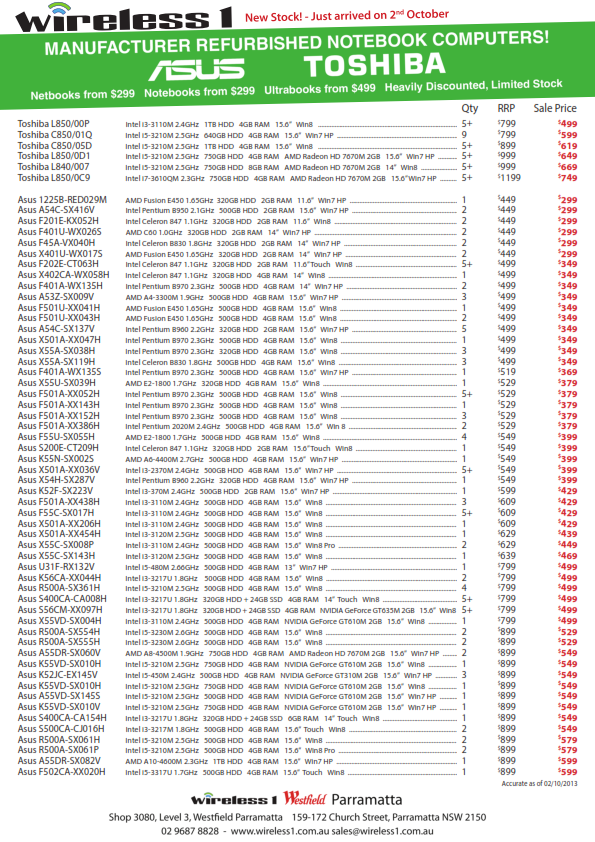 wireless 1 New Stock! - Just arrived on 2nd October
MANUFACTURER REFURBISHED NOTEBOOK COMPUTERS!
ASUS TOSHIBA
Netbooks from $299 Notebooks from $299 Ultrabooks from $499 Heavily Discounted, Limited Stock
Qty RRP Sale Price
Toshiba L850/00P Intel I3-3110M 2.4GHz 1TB HDD 4GB RAM 15.6" Win8 5+ $799 $499
Toshiba C850/01Q Intel I5-3210M 2.5GHz 640GB HDD 4GB RAM 15.6" Win7 HP 9 $799 $599
Toshiba C850/05D Intel I5-3210M 2.5GHz 1TB HDD 4GB RAM 15.6" Win8 5+ $899 $619
Toshiba L850/0D1 Intel I5-3210M 2.5GHz 750GB HDD 4GB RAM AMD Radeon HD 7670M 2GB 15.6" Win7 HP 5+ $999 $649
Toshiba L840/007 Intel I5-3210M 2.5GHz 750GB HDD 8GB RAM AMD Radeon HD 7670M 2GB 14" Win8 5+ $999 $669
Toshiba L850/0C9 Intel I7-3610QM 2.3GHz 750GB HDD 4GB RAM AMD Radeon HD 7670M 2GB 15.6"Win7 HP 5+ $1199 $749
Asus 1225B-RED029M AMD Fusion E450 1.65GHz 320GB HDD 2GB RAM 11.6" Win7 HP 1 $449 $299
Asus A54C-SX416V Intel Pentium B950 2.1GHz 500GB HDD 2GB RAM 15.6" Win7 HP 2 $449 $299
Asus F201E-KX052H Intel Celeron 847 1.1GHz 320GB HDD 2GB RAM 11.6" Win8 2 $449 $299
Asus F401U-WX026S AMD C60 1.0GHz 320GB HDD 2GB RAM 14" Win7 HP 2 $449 $299
Asus F45A-VX040H Intel Celeron B830 1.8GHz 320GB HDD 2GB RAM 14" Win7 HP 2 $449 $299
Asus X401U-WX017S AMD Fusion E450 1.65GHz 320GB HDD 2GB RAM 14" Win7 HP 2 $449 $299
Asus F202E-CT063H Intel Celeron 847 1.1GHz 320GB HDD 2GB RAM 11.6"Touch Win8 5+ $499 $349
Asus X402CA-WX058H Intel Celeron 847 1.1GHz 320GB HDD 4GB RAM 14" Win8 1 $499 $349
Asus F401A-WX135H Intel Pentium B970 2.3GHz 500GB HDD 4GB RAM 14" Win7 HP 2 $499 $349
Asus A53Z-SX009V AMD A4-3300M 1.9GHz 500GB HDD 4GB RAM 15.6" Win7 HP 3 $499 $349
Asus F501U-XX041H AMD Fusion E450 1.65GHz 500GB HDD 4GB RAM 15.6" Win8 1 $499 $349
Asus F501U-XX043H AMD Fusion E450 1.65GHz 500GB HDD 4GB RAM 15.6" Win8 2 $499 $349
Asus A54C-SX137V Intel Pentium B960 2.2GHz 320GB HDD 2GB RAM 15.6" Win7 HP 5 $499 $349
Asus X501A-XX047H Intel Pentium B970 2.3GHz 320GB HDD 4GB RAM 15.6" Win8 1 $499 $349
Asus X55A-SX038H Intel Pentium B970 2.3GHz 320GB HDD 4GB RAM 15.6" Win8 3 $499 $349
Asus X55A-SX119H Intel Celeron B830 1.8GHz 500GB HDD 4GB RAM 15.6" Win8 3 $499 $349
Asus F401A-WX135S Intel Pentium B970 2.3GHz 500GB HDD 4GB RAM 15.6" Win7 HP 1 $519 $369
Asus X55U-SX039H AMD E2-1800 1.7GHz 320GB HDD 4GB RAM 15.6" Win8 1 $529 $379
Asus F501A-XX052H Intel Pentium B970 2.3GHz 500GB HDD 4GB RAM 15.6" Win8 5+ $529 $379
Asus F501A-XX143H Intel Pentium B970 2.3GHz 500GB HDD 4GB RAM 15.6" Win8 1 $529 $379
Asus F501A-XX152H Intel Pentium B970 2.3GHz 500GB HDD 4GB RAM 15.6" Win8 3 $529 $379
Asus F501A-XX386H Intel Pentium 2020M 2.4GHz 500GB HDD 4GB RAM 15.6" Win 8 2 $529 $379
Asus F55U-SX055H AMD E2-1800 1.7GHz 500GB HDD 4GB RAM 15.6" Win8 4 $549 $399
Asus S200E-CT209H Intel Celeron 847 1.1GHz 320GB HDD 2GB RAM 15.6"Touch Win8 1 $549 $399
Asus K55N-SX002S AMD A6-4400M 2.7GHz 500GB HDD 4GB RAM 15.6" Win7 HP 1 $549 $399
Asus X501A-XX036V Intel I3-2370M 2.4GHz 500GB HDD 4GB RAM 15.6" Win7 HP 5+ $549 $399
Asus X54H-SX287V Intel Pentium B960 2.2GHz 320GB HDD 4GB RAM 15.6" Win7 HP 1 $549 $399
Asus K52F-SX223V Intel I3-370M 2.4GHz 500GB HDD 2GB RAM 15.6" Win7 HP 1 $599 $429
Asus F501A-XX438H Intel I3-3110M 2.4GHz 500GB HDD 4GB RAM 15.6" Win8 3 $609 $429
Asus F55C-SX017H Intel I3-3110M 2.4GHz 500GB HDD 4GB RAM 15.6" Win8 5+ $609 $429
Asus X501A-XX206H Intel I3-3110M 2.4GHz 500GB HDD 4GB RAM 15.6" Win8 1 $609 $429
Asus X501A-XX454H Intel I3-3120M 2.5GHz 500GB HDD 4GB RAM 15.6" Win8 1 $629 $439
Asus X55C-SC008P Intel I3-3110M 2.4GHz 500GB HDD 4GB RAM 15.6" Win8 Pro 2 $629 $449
Asus X55C-SX143H Intel I3-3120M 2.5GHz 500GB HDD 4GB RAM 15.6" Win8 1 $639 $469
Asus U31F-RX132V Intel I5-480M 2.66GHz 500GB HDD 4GB RAM 13" Win7 HP 1 $799 $499
Asus K56CA-XX044H Intel I3-3217U 1.8GHz 500GB HDD 4GB RAM 15.6" Win8 2 $799 $499
Asus R500A-SX361H Intel I5-3210M 2.5GHz 500GB HDD 4GB RAM 15.6" Win8 4 $799 $499
Asus S400CA-CA008H Intel I3-3217U 1.8GHz 320GB HDD + 24GB SSD 4GB RAM 14" Touch Win8 5+ $799 $499
Asus S56CM-XX097H Intel I3-3217U 1.8GHz 320GB HDD + 24GB SSD 4GB RAM NVIDIA GeForce GT635M 2GB 15.6" Win8 5+ $799 $499
Asus X55VD-SX004H Intel I3-3110M 2.4GHz 500GB HDD 4GB RAM NVIDIA GeForce GT610M 2GB 15.6" Win8 1 $799 $499
Asus R500A-SX554H Intel I5-3230M 2.6GHz 500GB HDD 4GB RAM 15.6" Win8 2 $899 $529
Asus R500A-SX555H Intel I5-3230M 2.6GHz 500GB HDD 4GB RAM 15.6" Win8 2 $899 $529
Asus A55DR-SX060V AMD A8-4500M 1.9GHz 750GB HDD 4GB RAM AMD Radeon HD 7670M 2GB 15.6" Win7 HP 2 $899 $549
Asus K55VD-SX010H Intel I5-3210M 2.5GHz 750GB HDD 4GB RAM NVIDIA GeForce GT610M 2GB 15.6" Win8 1 $899 $549
Asus K52JC-EX145V Intel I5-450M 2.4GHz 500GB HDD 4GB RAM NVIDIA GeForce GT310M 2GB 15.6" Win7 HP 3 $899 $549
Asus K55VD-SX010H Intel I5-3210M 2.5GHz 750GB HDD 4GB RAM NVIDIA GeForce GT610M 2GB 15.6" Win8 1 $899 $549
Asus A55VD-SX145S Intel I5-3210M 2.5GHz 500GB HDD 4GB RAM NVIDIA GeForce GT610M 2GB 15.6" Win7 HP 1 $899 $549
Asus K55VD-SX010V Intel I5-3210M 2.5GHz 750GB HDD 4GB RAM NVIDIA GeForce GT610M 2GB 15.6" Win7 HP 1 $899 $549
Asus S400CA-CA154H Intel I3-3217U 1.8GHz 320GB HDD + 24GB SSD 6GB RAM 14" Touch Win8 1 $899 $549
Asus S500CA-CJ016H Intel I3-3217U 1.8GHz 500GB HDD 4GB RAM 15.6" Touch Win8 2 $899 $549
Asus R500A-SX061H Intel I5-3210M 2.5GHz 500GB HDD 4GB RAM 15.6" Win8 2 $899 $579
Asus R500A-SX061P Intel I5-3210M 2.5GHz 500GB HDD 4GB RAM 15.6" Win8 Pro 2 $899 $579
Asus A55DR-SX082V AMD A10-4600M 2.3GHz 1TB HDD 4GB RAM 15.6" Win7 HP 1 $899 $599
Asus F502CA-XX020H Intel I5-3317U 1.7GHz 500GB HDD 4GB RAM 15.6" Touch Win8 1 $899 $599
Accurate as of 02/10/2013
wireless 1 Westfield Parramatta
Shop 3080, Level 3, Westfield Parramatta 159-172 Church Street, Parramatta NSW 2150
02 9687 8828 - www.wireless1.com.au sales@wireless1.com.au